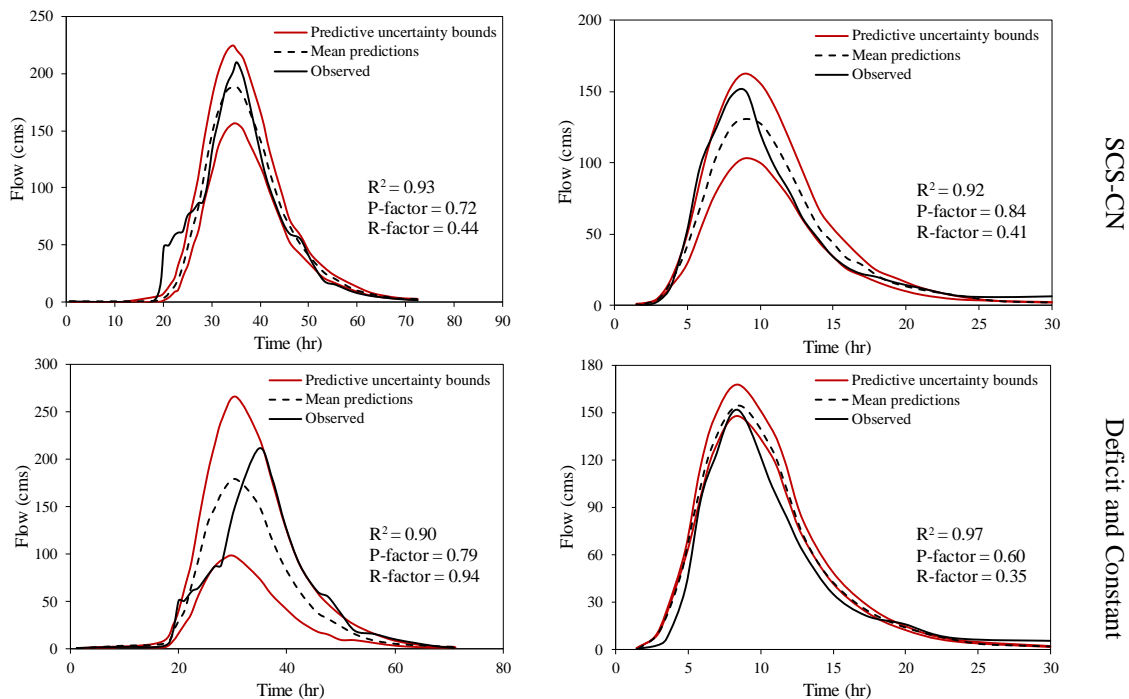 250
200
150
100
50
0
Flow (cms)
Predictive uncertainty bounds
Mean predictions
Observed
R² = 0.93
P-factor = 0.72
R-factor = 0.44
0 10 20 30 40 50 60 70 80 90
Time (hr)
200
150
100
50
0
Flow (cms)
Predictive uncertainty bounds
Mean predictions
Observed
R² = 0.92
P-factor = 0.84
R-factor = 0.41
0 5 10 15 20 25 30
Time (hr)
SCS-CN
300
250
200
150
100
50
0
Flow (cms)
Predictive uncertainty bounds
Mean predictions
Observed
R² = 0.90
P-factor = 0.79
R-factor = 0.94
0 20 40 60 80
Time (hr)
180
150
120
90
60
30
0
Flow (cms)
Predictive uncertainty bounds
Mean predictions
Observed
R² = 0.97
P-factor = 0.60
R-factor = 0.35
0 5 10 15 20 25 30
Time (hr)
Deficit and Constant